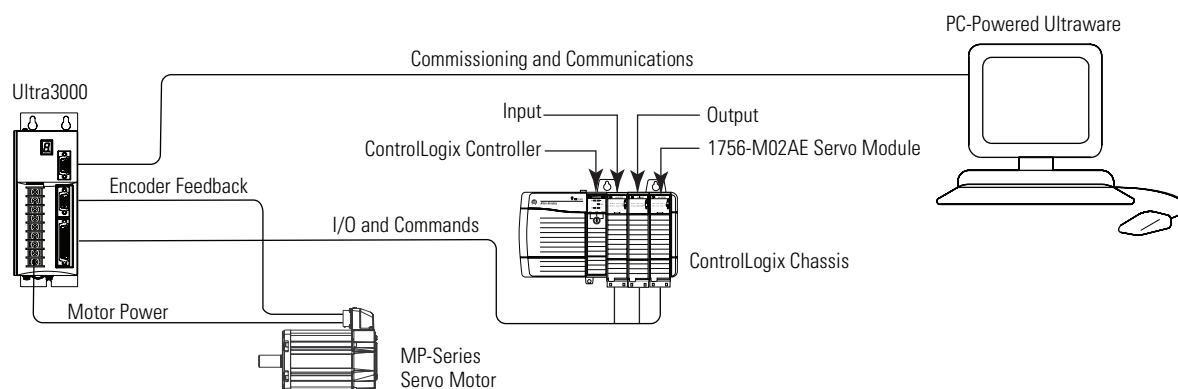 PC-Powered Ultraware
Commissioning and Communications
Ultra3000
Input
Output
ControlLogix Controller
1756-M02AE Servo Module
Encoder Feedback
I/O and Commands
ControlLogix Chassis
Motor Power
MP-Series
Servo Motor